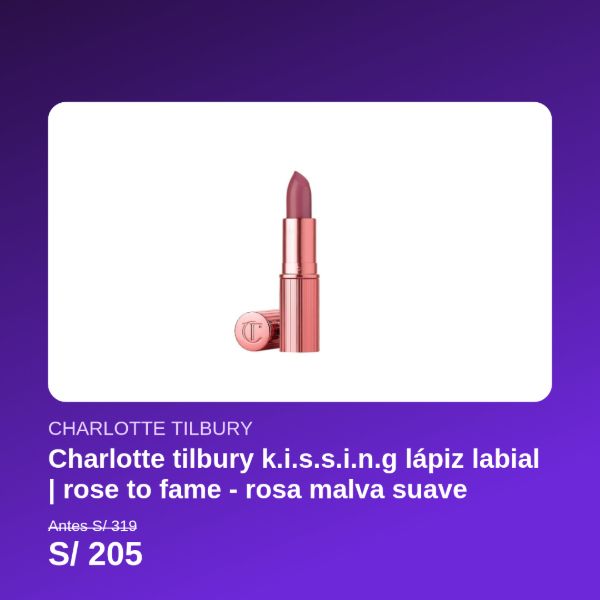 CHARLOTTE TILBURY
Charlotte tilbury k.i.s.s.i.n.g lápiz labial
| rose to fame - rosa malva suave
Antes S/ 319
S/ 205